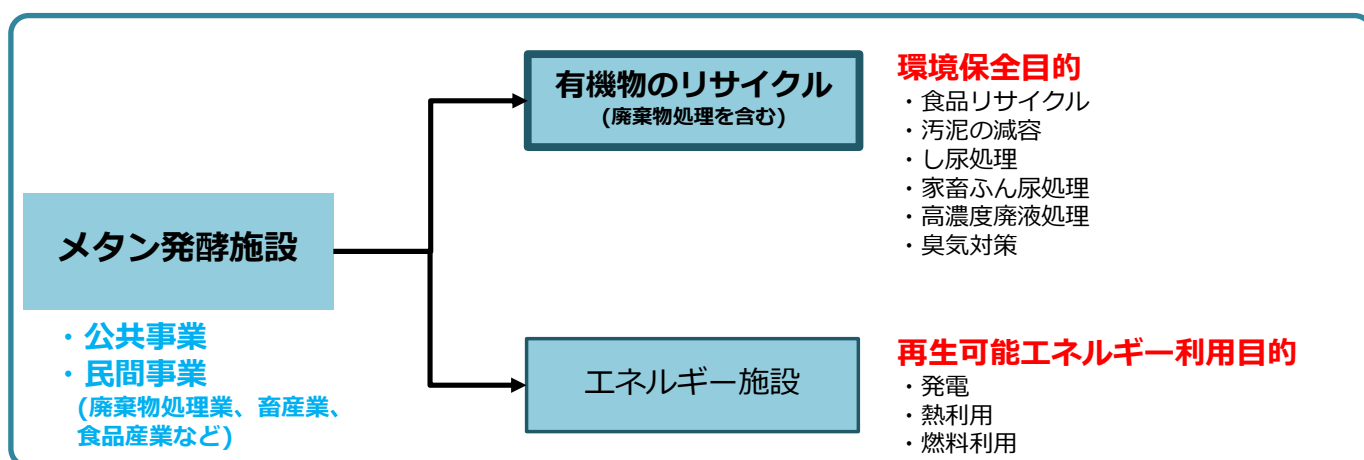 メタン発酵施設
・公共事業
・民間事業
(廃棄物処理業、畜産業、
食品産業など)
有機物のリサイクル
(廃棄物処理を含む)
環境保全目的
・食品リサイクル
・汚泥の減容
・し尿処理
・家畜ふん尿処理
・高濃度廃液処理
・臭気対策
エネルギー施設
再生可能エネルギー利用目的
・発電
・熱利用
・燃料利用